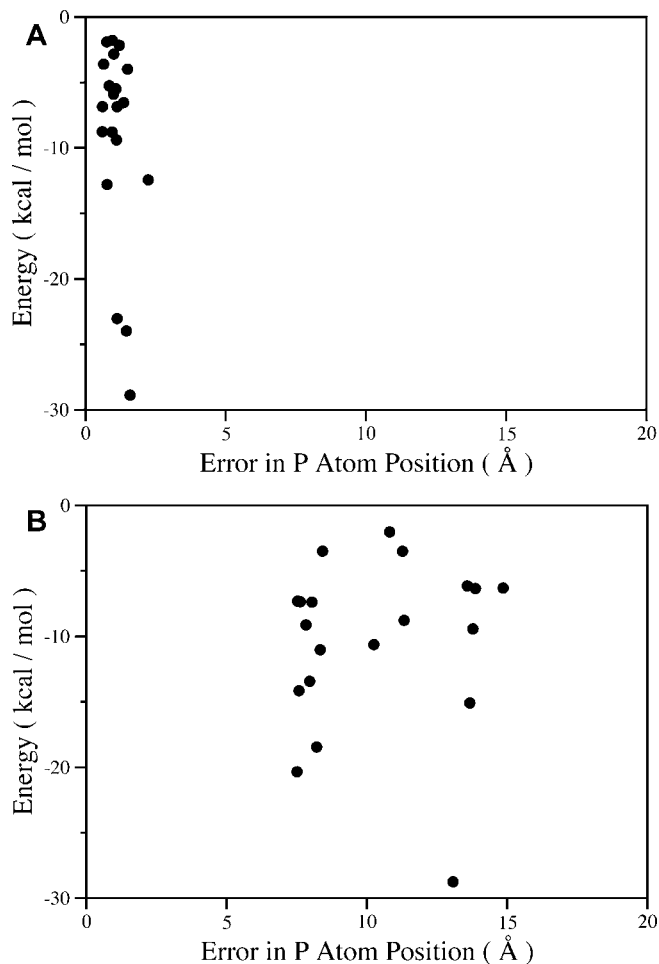 A
0
-10
-20
-30
Energy ( kcal / mol )
0 5 10 15 20
Error in P Atom Position ( Å )
B
0
-10
-20
-30
Energy ( kcal / mol )
0 5 10 15 20
Error in P Atom Position ( Å )